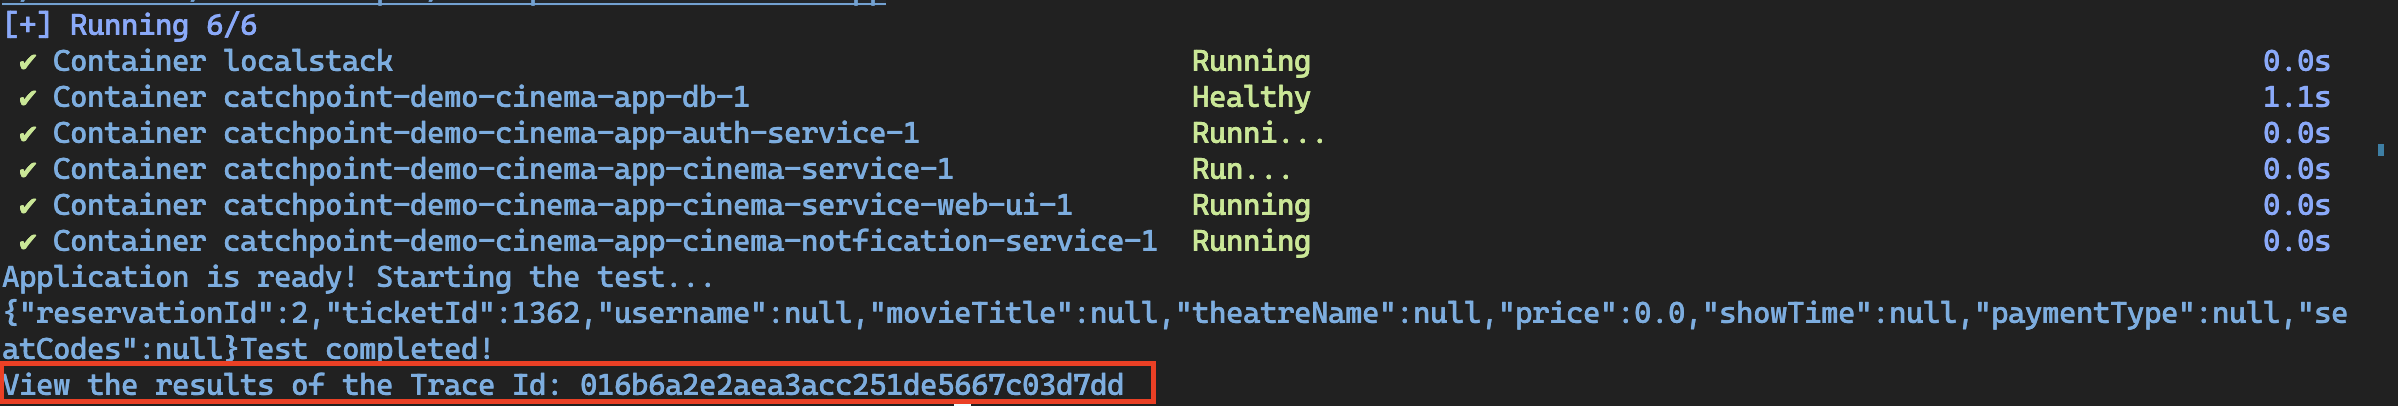 [+] Running 6/6
✔ Container localstack Running 0.0s
✔ Container catchpoint-demo-cinema-app-db-1 Healthy 1.1s
✔ Container catchpoint-demo-cinema-app-auth-service-1 Runni... 0.0s
✔ Container catchpoint-demo-cinema-app-cinema-service-1 Run... 0.0s
✔ Container catchpoint-demo-cinema-app-cinema-service-web-ui-1 Running 0.0s
✔ Container catchpoint-demo-cinema-app-cinema-notfication-service-1 Running 0.0s
Application is ready! Starting the test...
{"reservationId":2,"ticketId":1362,"username":null,"movieTitle":null,"theatreName":null,"price":0.0,"showTime":null,"paymentType":null,"se
atCodes":null}Test completed!
View the results of the Trace Id: 016b6a2e2aea3acc251de5667c03d7dd